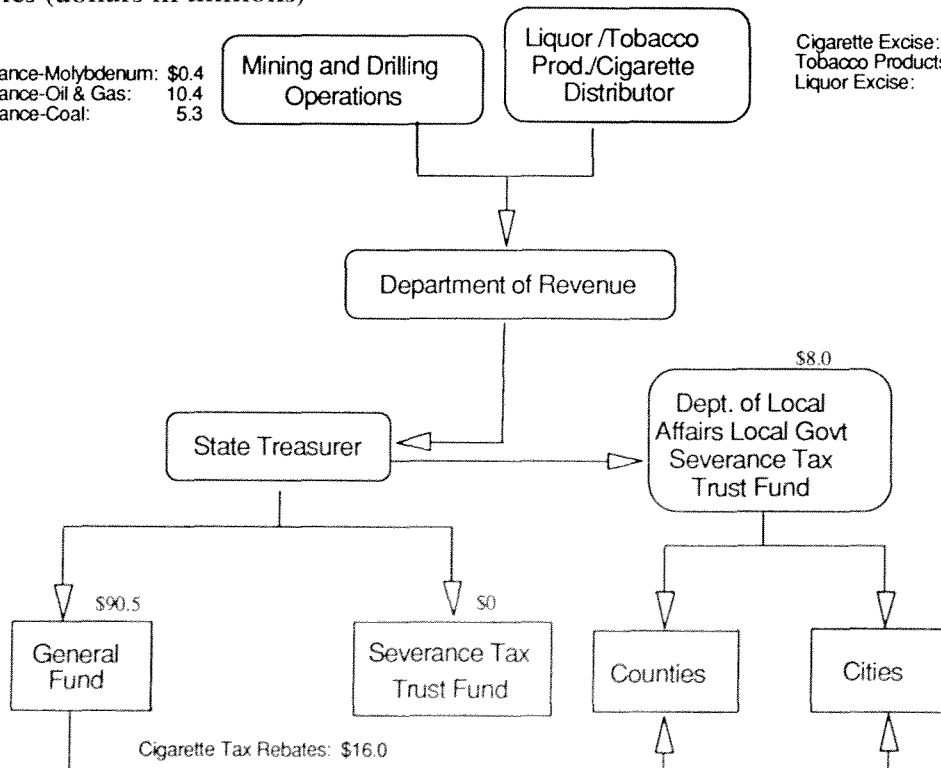 (dollars in millions)
Mining and Drilling
Operations
Liquor /Tobacco
Prod./Cigarette
Distributor
Cigarette Excise:
Tobacco Products
Liquor Excise:
ance-Molybdenum: $0.4
ance-Oil & Gas: 10.4
ance-Coal: 5.3
Department of Revenue
$8.0
State Treasurer
Dept. of Local
Affairs Local Govt
Severance Tax
Trust Fund
$90.5
$0
General
Fund
Severance Tax
Trust Fund
Counties
Cities
Cigarette Tax Rebates: $16.0